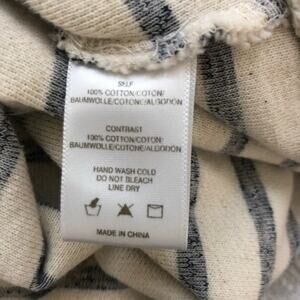 SELF
100% COTTON/COTON/
BAUMWOLLE/COTONE/ALGODÓN
CONTRAST
100% COTTON/COTON/
BAUMWOLLE/COTONE/ALGODÓN
HAND WASH COLD
DO NOT BLEACH
LINE DRY
MADE IN CHINA